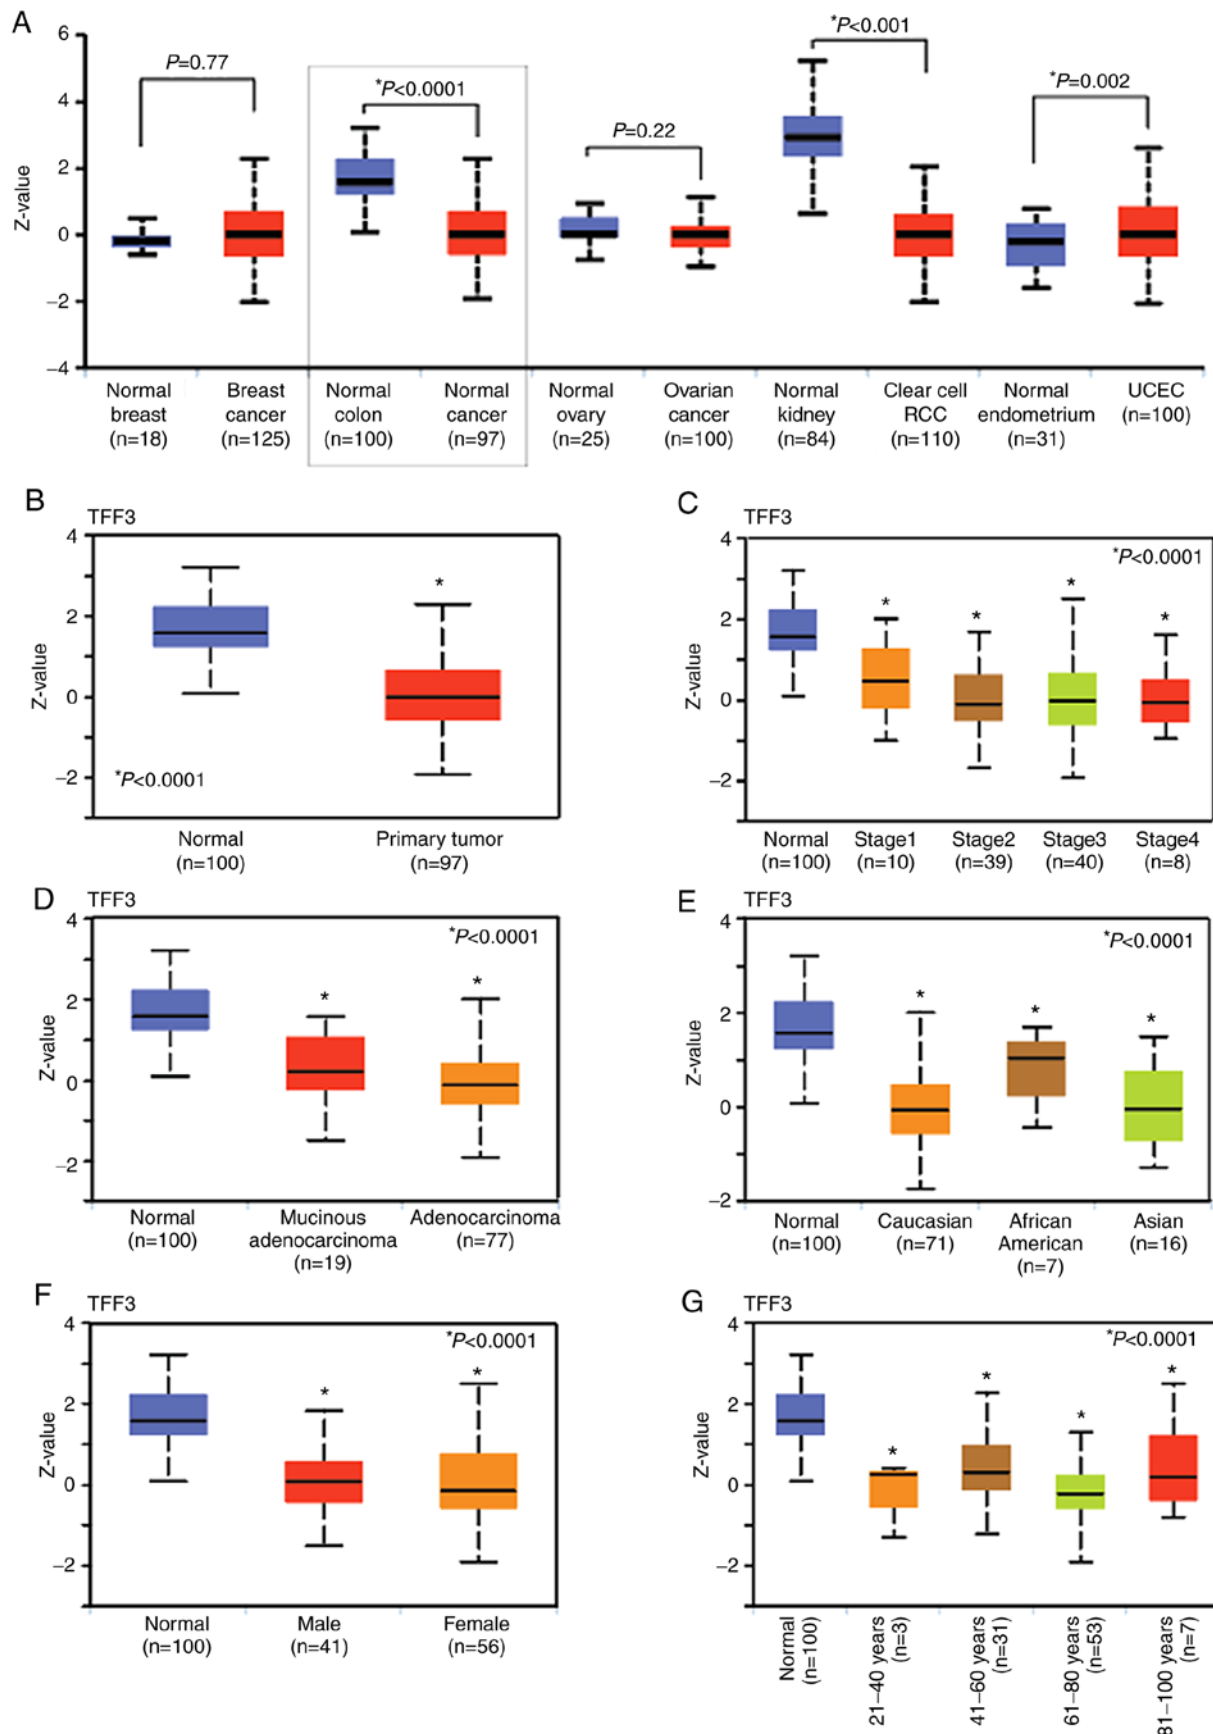 A
6
4
2
0
−2
−4
Z-value
P=0.77
*P<0.0001
P=0.22
*P<0.001
*P=0.002
Normal breast (n=18)
Breast cancer (n=125)
Normal colon (n=100)
Normal cancer (n=97)
Normal ovary (n=25)
Ovarian cancer (n=100)
Normal kidney (n=84)
Clear cell RCC (n=110)
Normal endometrium (n=31)
UCEC (n=100)
B
TFF3
4
2
0
−2
Z-value
*
*P<0.0001
Normal (n=100)
Primary tumor (n=97)
C
TFF3
4
2
0
−2
Z-value
*P<0.0001
* * * *
Normal (n=100)
Stage1 (n=10)
Stage2 (n=39)
Stage3 (n=40)
Stage4 (n=8)
D
TFF3
4
2
0
−2
Z-value
*P<0.0001
* *
Normal (n=100)
Mucinous adenocarcinoma (n=19)
Adenocarcinoma (n=77)
E
TFF3
4
2
0
−2
Z-value
*P<0.0001
* * *
Normal (n=100)
Caucasian (n=71)
African American (n=7)
Asian (n=16)
F
TFF3
4
2
0
−2
Z-value
*P<0.0001
* *
Normal (n=100)
Male (n=41)
Female (n=56)
G
TFF3
4
2
0
−2
Z-value
*P<0.0001
* * * *
Normal (n=100)
21−40 years (n=3)
41−60 years (n=31)
61−80 years (n=53)
81−100 years (n=7)